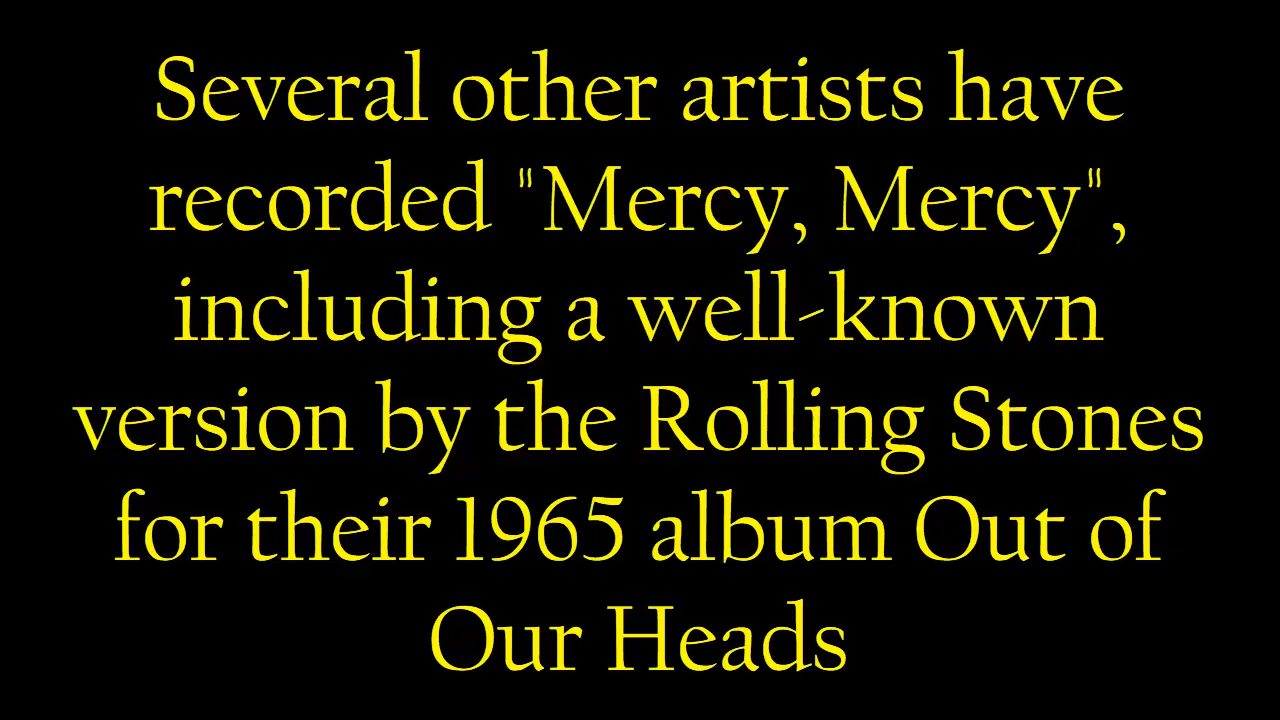 Several other artists have
recorded "Mercy, Mercy",
including a well-known
version by the Rolling Stones
for their 1965 album Out of
Our Heads